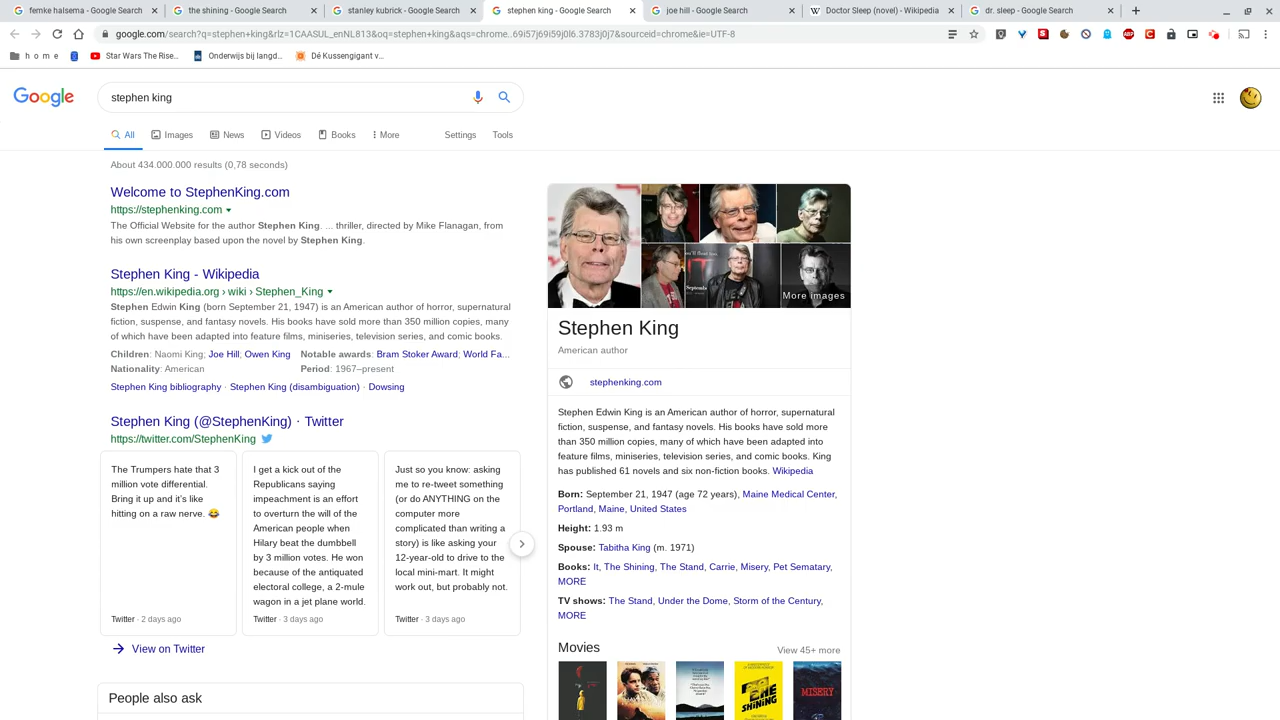 femke halsema - Google Search
the shining - Google Search
stanley kubrick - Google Search
stephen king - Google Search
joe hill - Google Search
Doctor Sleep (novel) - Wikipedia
dr. sleep - Google Search
google.com/search?q=stephen+king&rlz=1CAASUL_enNL813&oq=stephen+king&aqs=chrome..69i57j69i59j0l6.3783j0j7&sourceid=chrome&ie=UTF-8
h o m e
Star Wars The Rise...
Onderwijs bij langd...
Dé Kussengigant v...
Google
stephen king
All
Images
News
Videos
Books
More
Settings
Tools
About 434.000.000 results (0,78 seconds)
Welcome to StephenKing.com
https://stephenking.com
The Official Website for the author Stephen King. ... thriller, directed by Mike Flanagan, from
his own screenplay based upon the novel by Stephen King.
Stephen King - Wikipedia
https://en.wikipedia.org › wiki › Stephen_King
Stephen Edwin King (born September 21, 1947) is an American author of horror, supernatural
fiction, suspense, and fantasy novels. His books have sold more than 350 million copies, many
of which have been adapted into feature films, miniseries, television series, and comic books.
Children: Naomi King; Joe Hill; Owen King
Notable awards: Bram Stoker Award; World Fa...
Nationality: American
Period: 1967–present
Stephen King bibliography · Stephen King (disambiguation) · Dowsing
Stephen King (@StephenKing) · Twitter
https://twitter.com/StephenKing
The Trumpers hate that 3
million vote differential.
Bring it up and it's like
hitting on a raw nerve. 😂
Twitter · 2 days ago
I get a kick out of the
Republicans saying
impeachment is an effort
to overturn the will of the
American people when
Hilary beat the dumbbell
by 3 million votes. He won
because of the antiquated
electoral college, a 2-mule
wagon in a jet plane world.
Twitter · 3 days ago
Just so you know: asking
me to re-tweet something
(or do ANYTHING on the
computer more
complicated than writing a
story) is like asking your
12-year-old to drive to the
local mini-mart. It might
work out, but probably not.
Twitter · 3 days ago
View on Twitter
People also ask
More images
Stephen King
American author
stephenking.com
Stephen Edwin King is an American author of horror, supernatural
fiction, suspense, and fantasy novels. His books have sold more
than 350 million copies, many of which have been adapted into
feature films, miniseries, television series, and comic books. King
has published 61 novels and six non-fiction books. Wikipedia
Born: September 21, 1947 (age 72 years), Maine Medical Center,
Portland, Maine, United States
Height: 1.93 m
Spouse: Tabitha King (m. 1971)
Books: It, The Shining, The Stand, Carrie, Misery, Pet Sematary,
MORE
TV shows: The Stand, Under the Dome, Storm of the Century,
MORE
Movies
View 45+ more
THE
SHiNiNG
MISERY